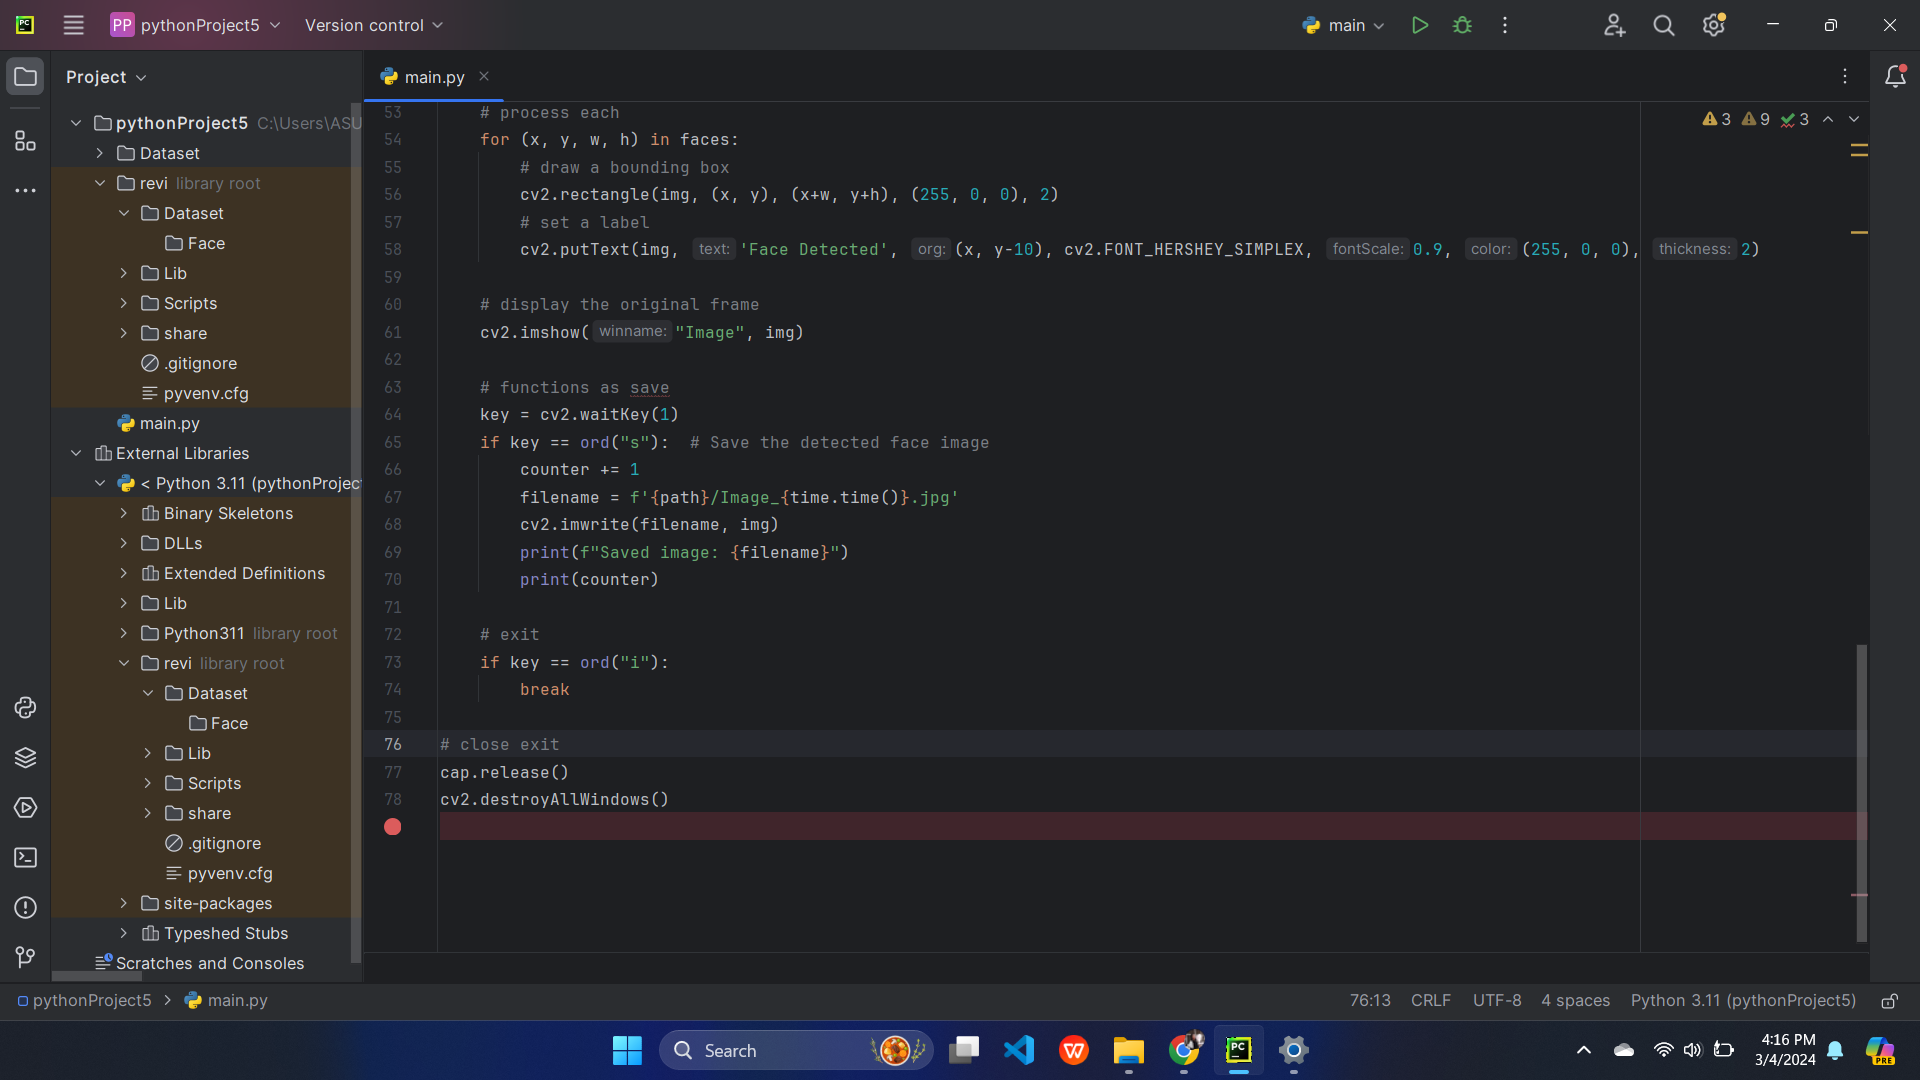 PC
PP pythonProject5
Version control
main
Project
main.py
pythonProject5 C:\Users\ASU
Dataset
revi library root
Dataset
Face
Lib
Scripts
share
.gitignore
pyvenv.cfg
main.py
External Libraries
< Python 3.11 (pythonProject
Binary Skeletons
DLLs
Extended Definitions
Lib
Python311 library root
revi library root
Dataset
Face
Lib
Scripts
share
.gitignore
pyvenv.cfg
site-packages
Typeshed Stubs
Scratches and Consoles
3 9 3
53 # process each
54 for (x, y, w, h) in faces:
55 # draw a bounding box
56 cv2.rectangle(img, (x, y), (x+w, y+h), (255, 0, 0), 2)
57 # set a label
58 cv2.putText(img, text: 'Face Detected', org: (x, y-10), cv2.FONT_HERSHEY_SIMPLEX, fontScale: 0.9, color: (255, 0, 0), thickness: 2)
59
60 # display the original frame
61 cv2.imshow( winname: "Image", img)
62
63 # functions as save
64 key = cv2.waitKey(1)
65 if key == ord("s"): # Save the detected face image
66 counter += 1
67 filename = f'{path}/Image_{time.time()}.jpg'
68 cv2.imwrite(filename, img)
69 print(f"Saved image: {filename}")
70 print(counter)
71
72 # exit
73 if key == ord("i"):
74 break
75
76 # close exit
77 cap.release()
78 cv2.destroyAllWindows()
pythonProject5 > main.py
76:13 CRLF UTF-8 4 spaces Python 3.11 (pythonProject5)
Search
PC
4:16 PM
3/4/2024
PRE